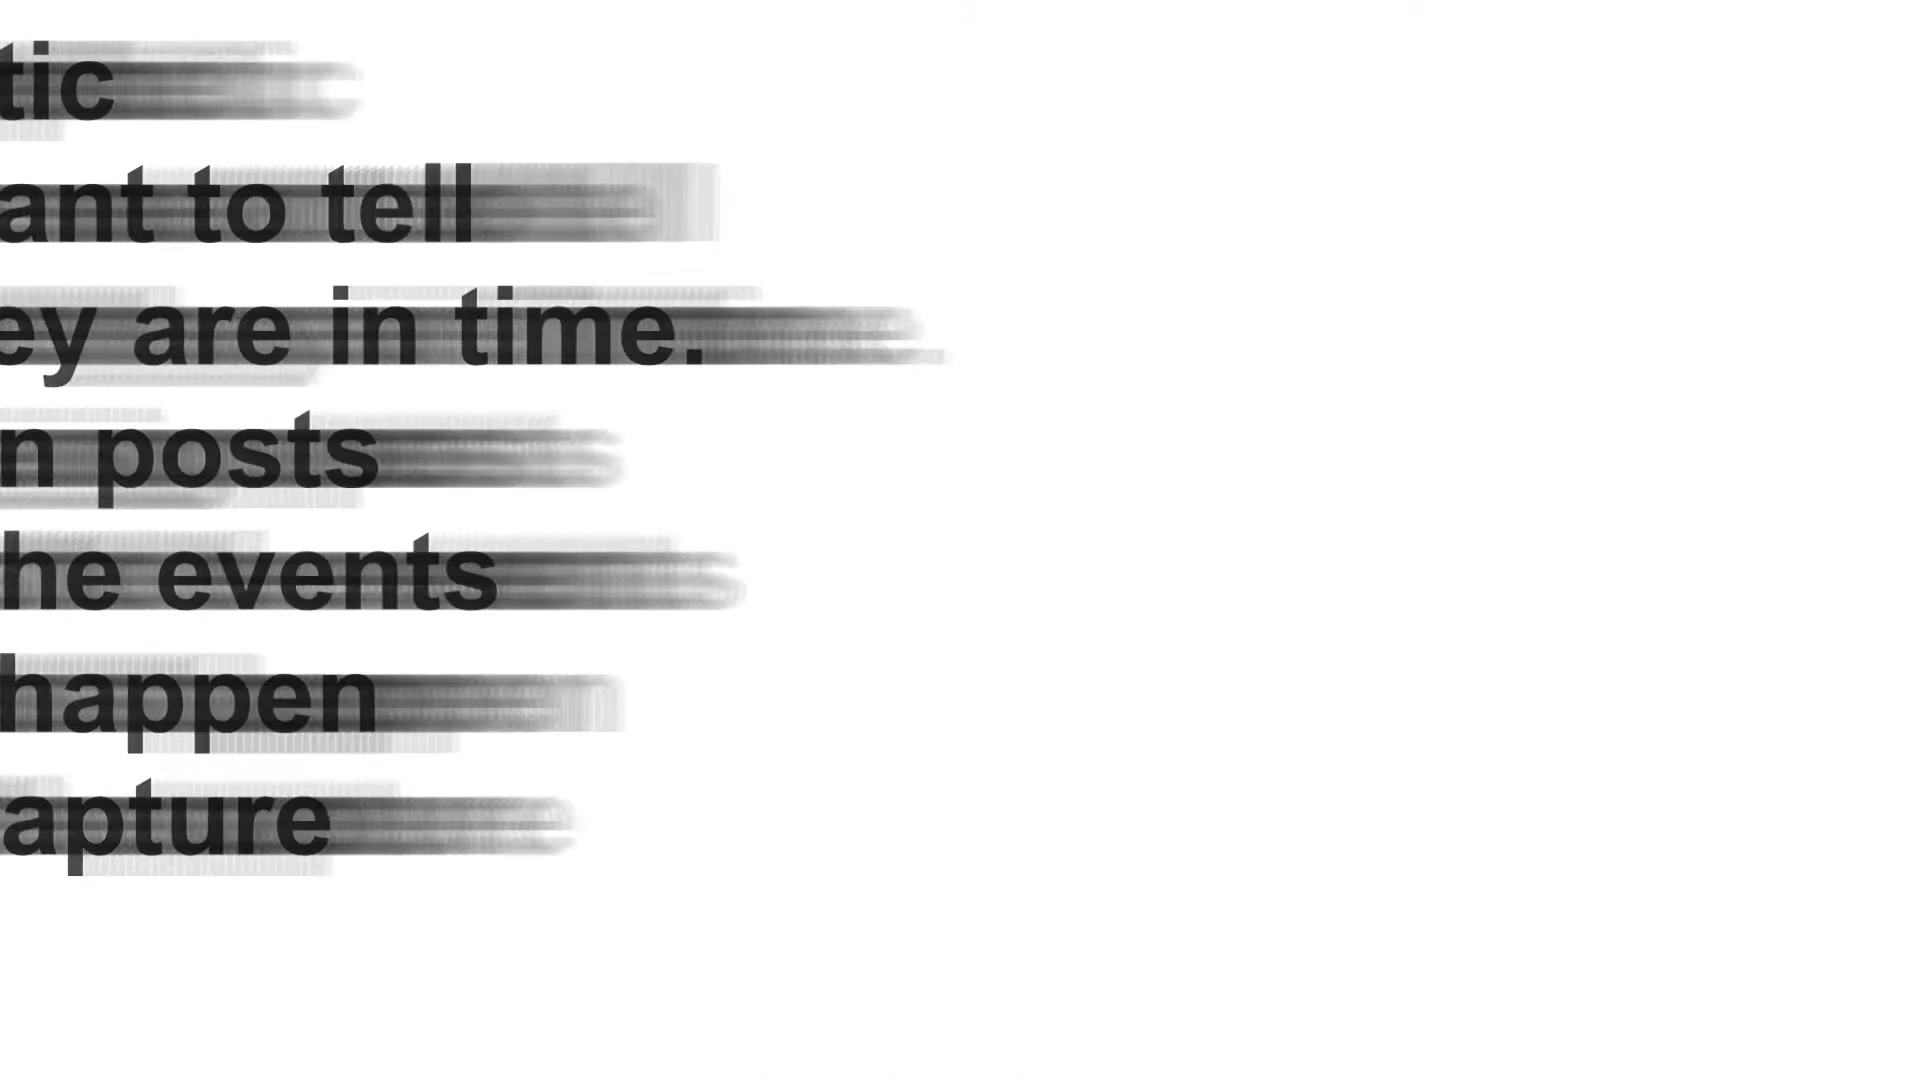 tic
ant to tell
ey are in time.
n posts
he events
happen
apture